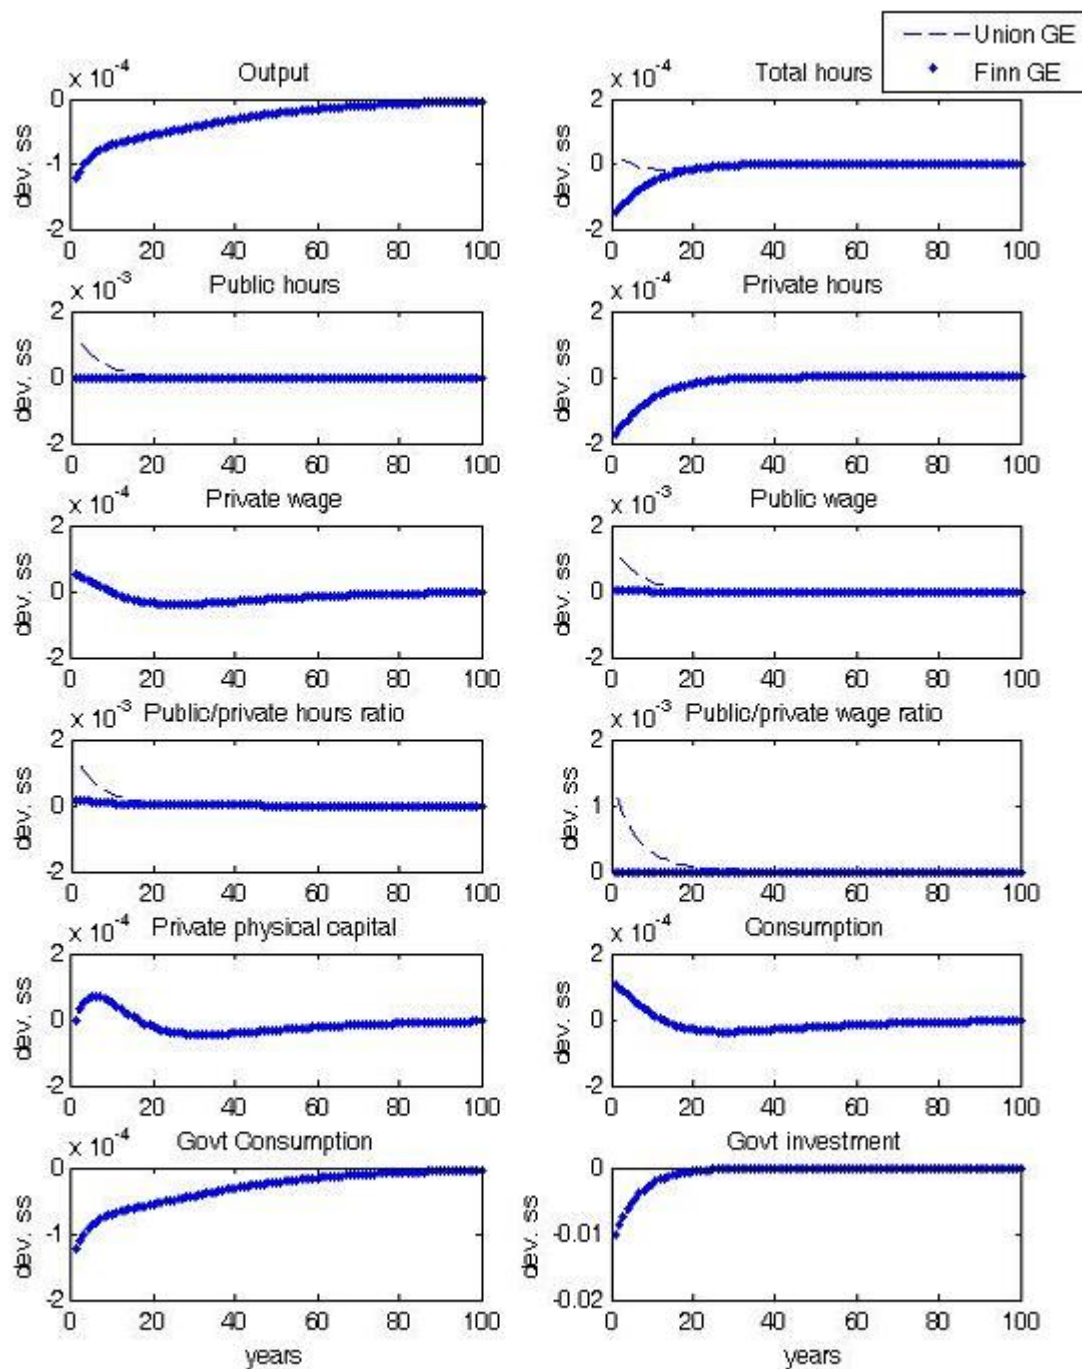 Union GE
Finn GE
x 10^-4
Output
0
-1
-2
dev. ss
0 20 40 60 80 100
x 10^-4
Total hours
2
0
-2
dev. ss
0 20 40 60 80 100
x 10^-3
Public hours
2
0
-2
dev. ss
0 20 40 60 80 100
x 10^-4
Private hours
2
0
-2
dev. ss
0 20 40 60 80 100
x 10^-4
Private wage
2
0
-2
dev. ss
0 20 40 60 80 100
x 10^-3
Public wage
2
0
-2
dev. ss
0 20 40 60 80 100
x 10^-3
Public/private hours ratio
2
0
-2
dev. ss
0 20 40 60 80 100
x 10^-3
Public/private wage ratio
2
1
0
dev. ss
0 20 40 60 80 100
x 10^-4
Private physical capital
2
0
-2
dev. ss
0 20 40 60 80 100
x 10^-4
Consumption
2
0
-2
dev. ss
0 20 40 60 80 100
x 10^-4
Govt Consumption
0
-1
-2
dev. ss
0 20 40 60 80 100
years
Govt investment
0
-0.01
-0.02
dev. ss
0 20 40 60 80 100
years